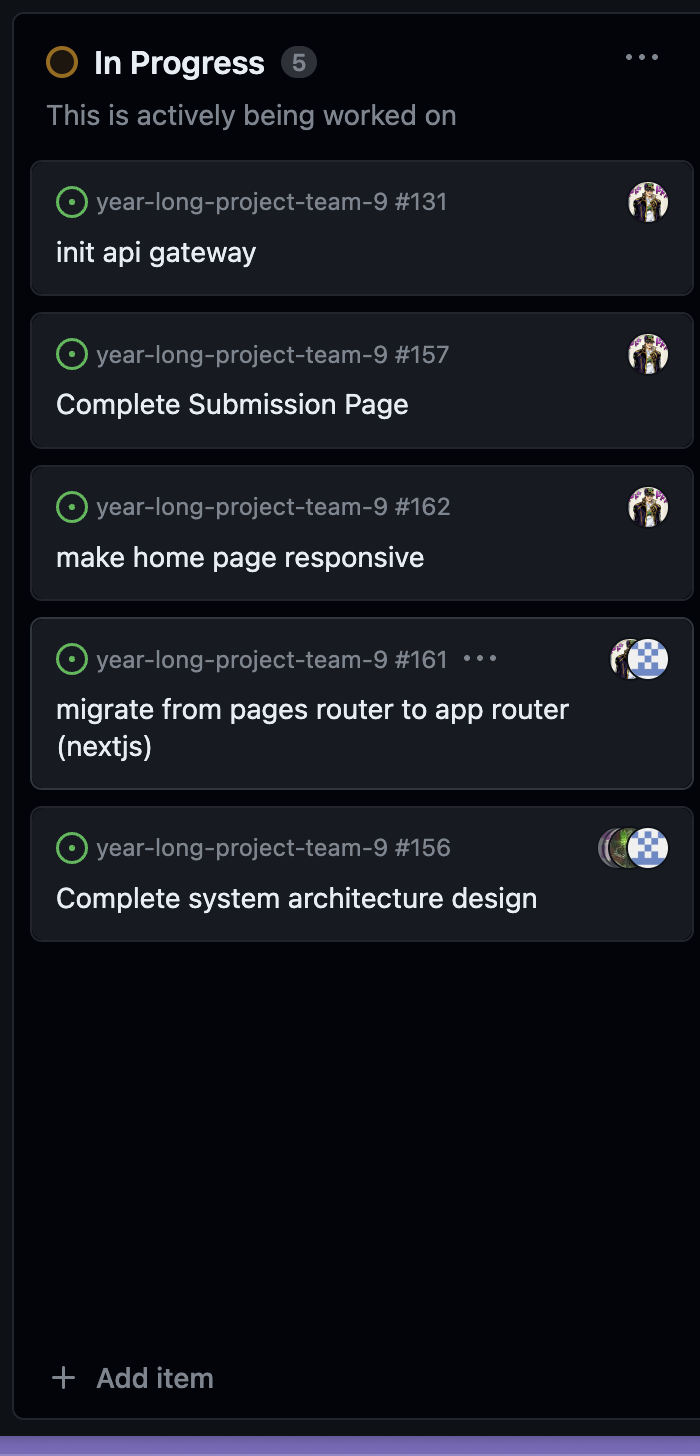 In Progress 5
This is actively being worked on
year-long-project-team-9 #131
init api gateway
year-long-project-team-9 #157
Complete Submission Page
year-long-project-team-9 #162
make home page responsive
year-long-project-team-9 #161
migrate from pages router to app router
(nextjs)
year-long-project-team-9 #156
Complete system architecture design
Add item